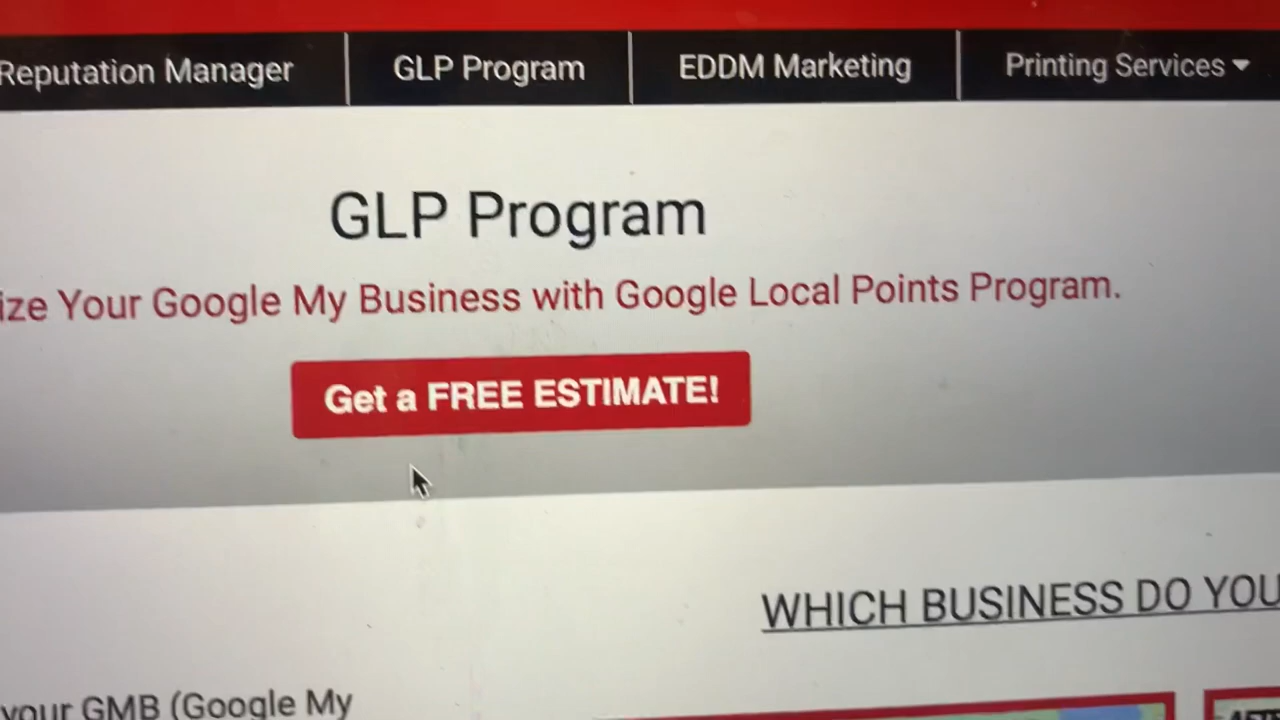 Reputation Manager
GLP Program
EDDM Marketing
Printing Services
GLP Program
ize Your Google My Business with Google Local Points Program.
Get a FREE ESTIMATE!
WHICH BUSINESS DO YOU
your GMB (Google My